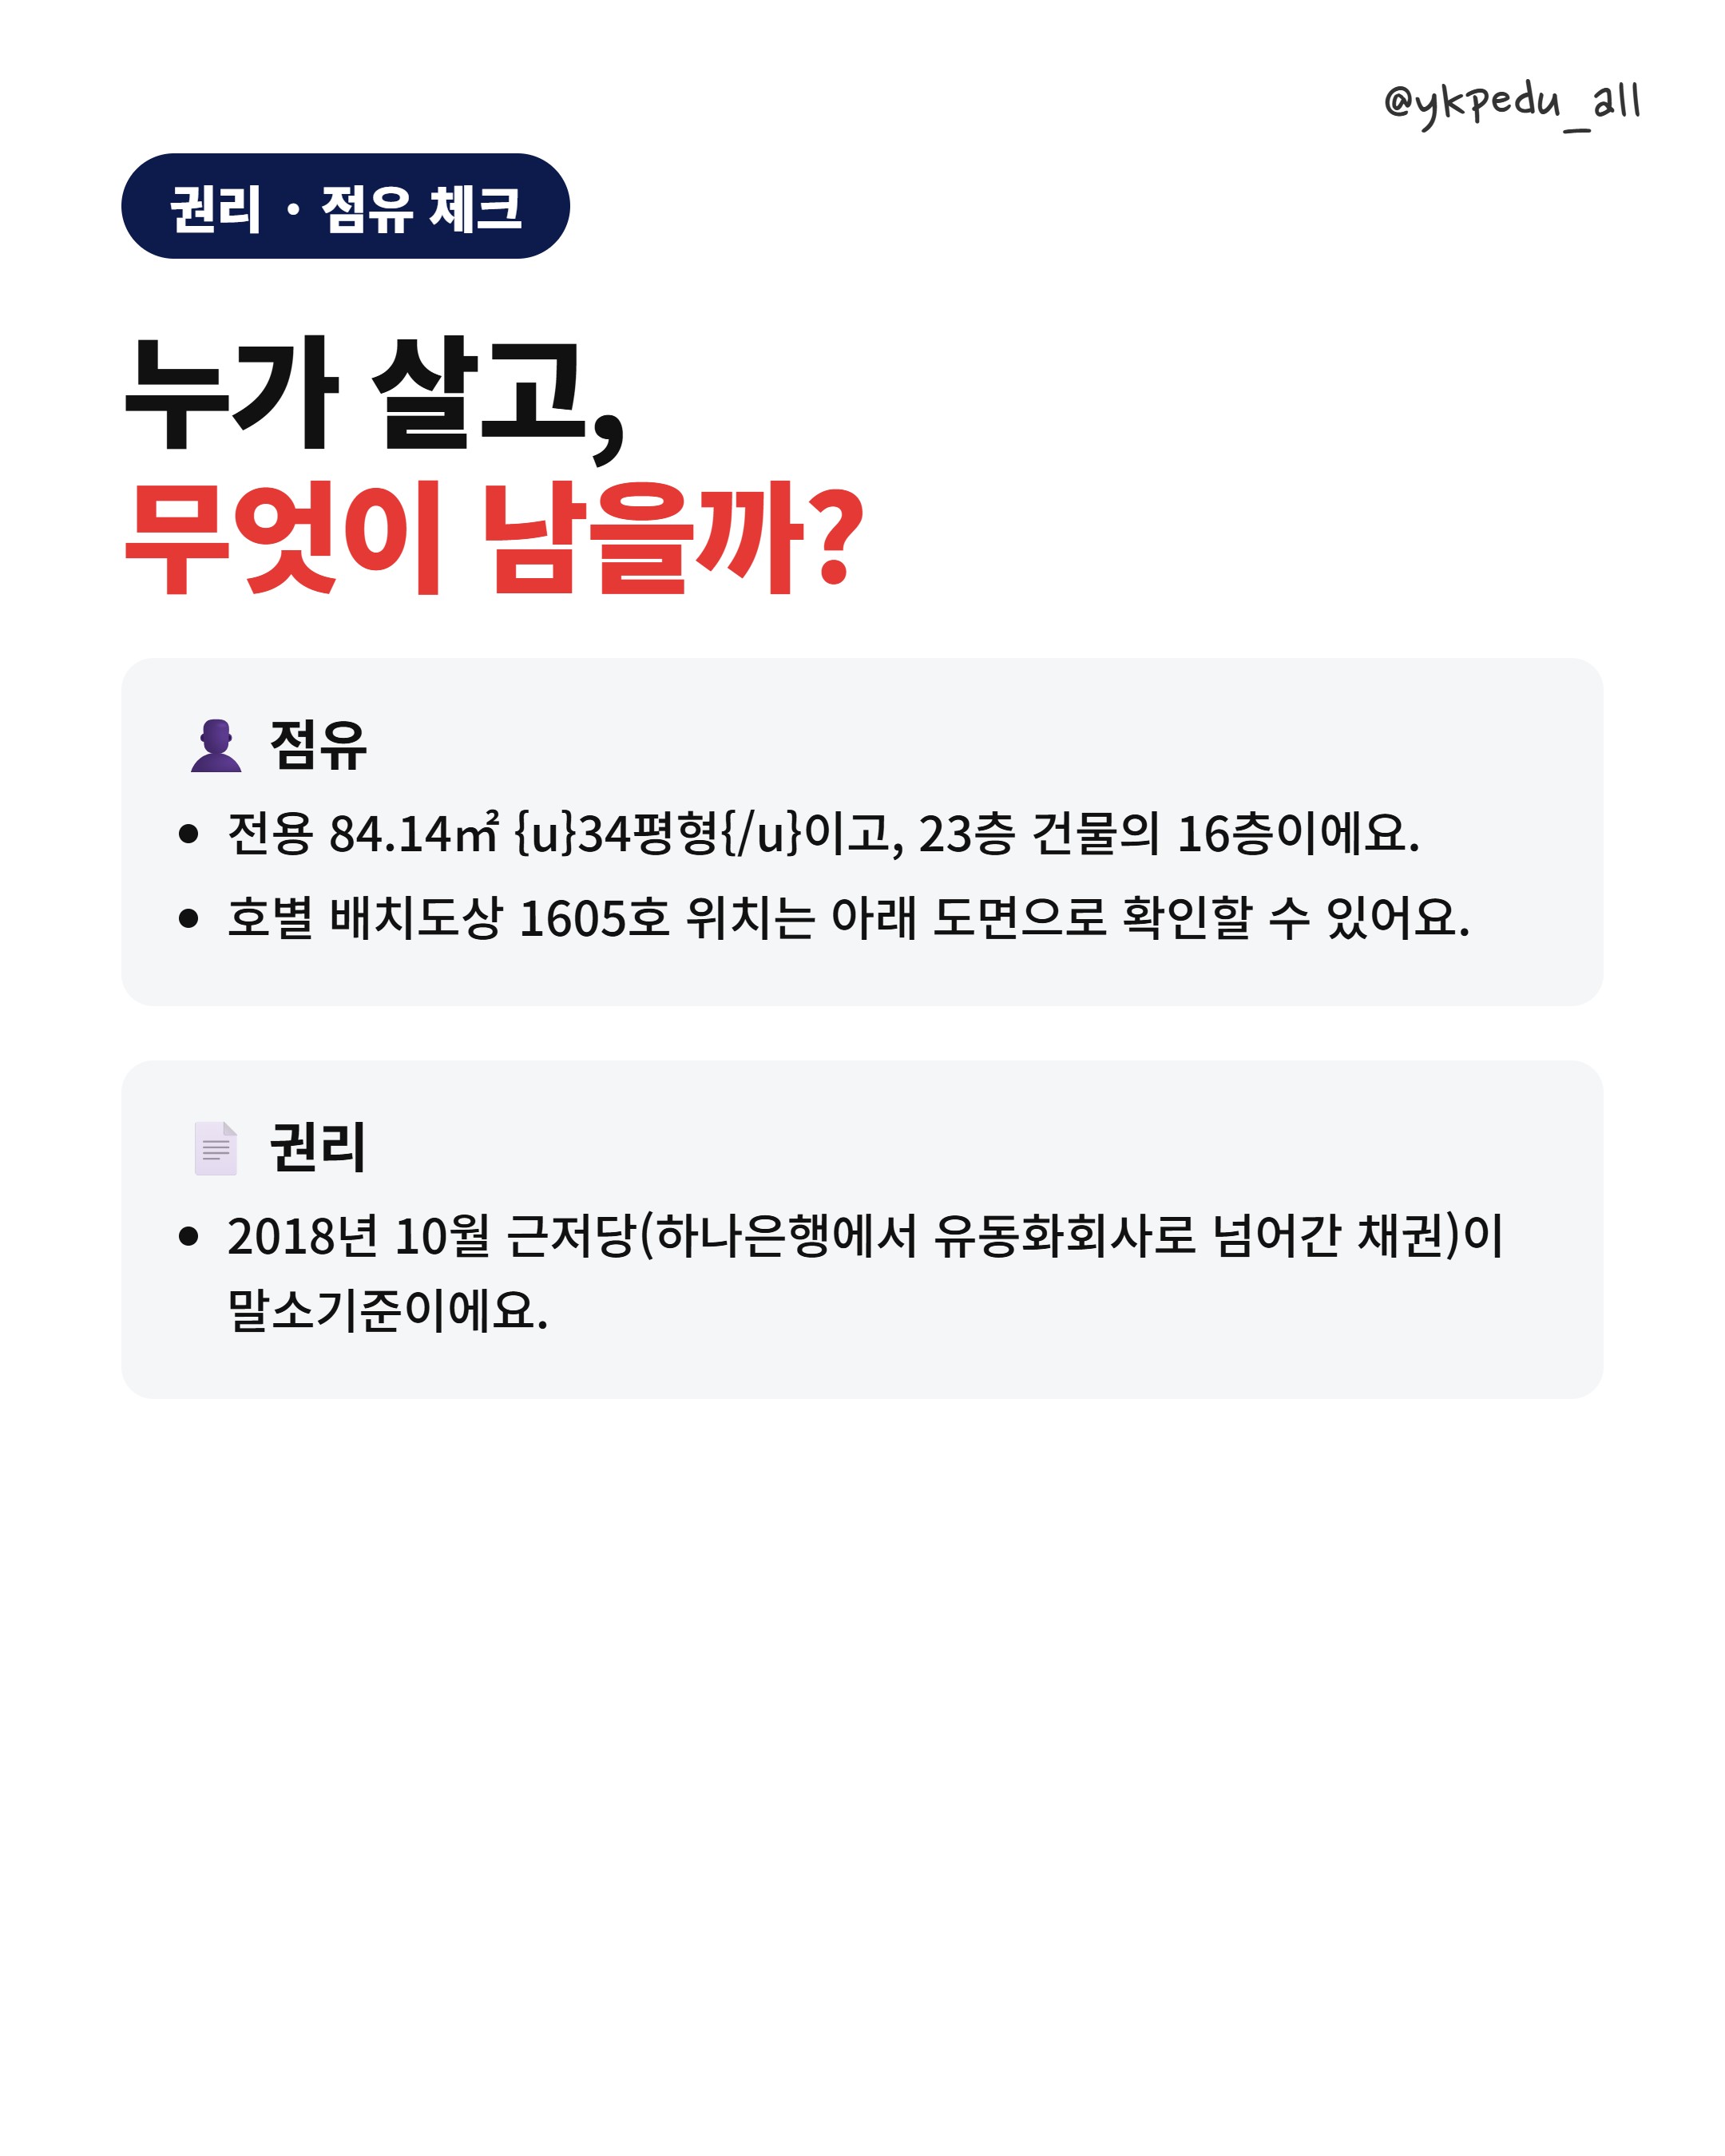 @ykpedu_all
권리 · 점유 체크
누가 살고,
무엇이 남을까?
점유
• 전용 84.14㎡ {u}34평형{/u}이고, 23층 건물의 16층이에요.
• 호별 배치도상 1605호 위치는 아래 도면으로 확인할 수 있어요.
권리
• 2018년 10월 근저당(하나은행에서 유동화회사로 넘어간 채권)이
말소기준이에요.